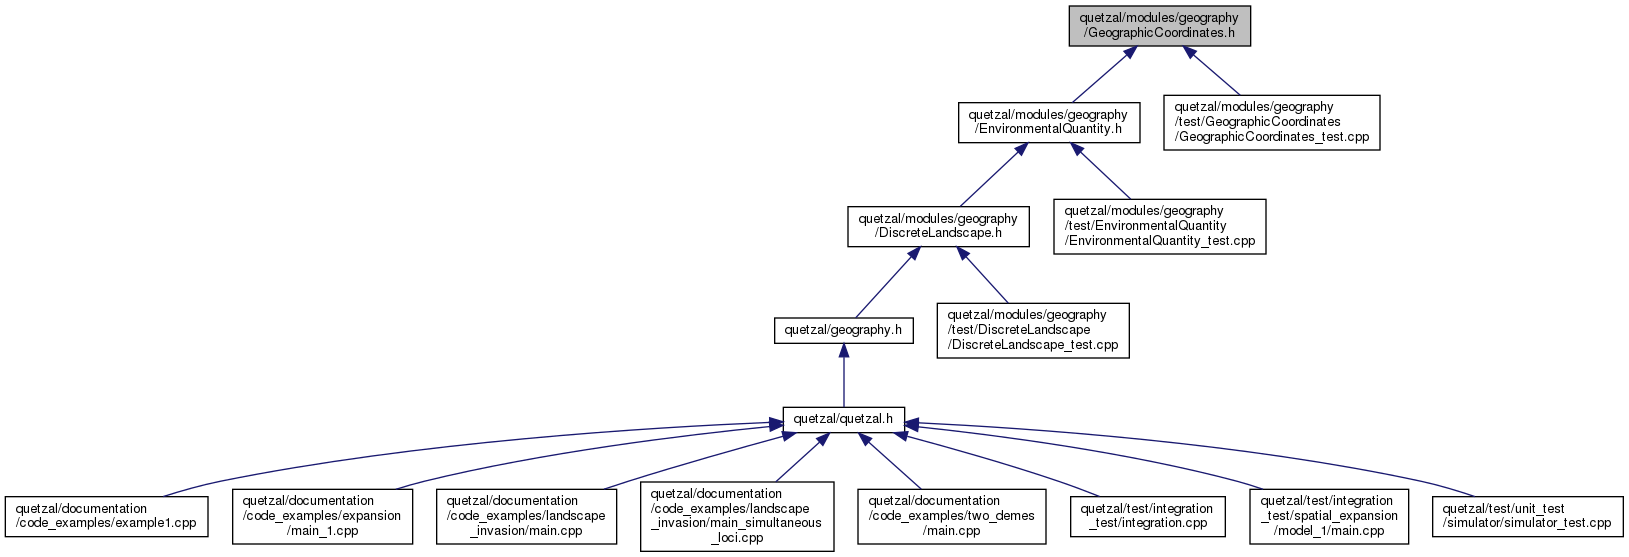 quetzal/modules/geography
/GeographicCoordinates.h
quetzal/modules/geography
/EnvironmentalQuantity.h
quetzal/modules/geography
/test/GeographicCoordinates
/GeographicCoordinates_test.cpp
quetzal/modules/geography
/DiscreteLandscape.h
quetzal/modules/geography
/test/EnvironmentalQuantity
/EnvironmentalQuantity_test.cpp
quetzal/geography.h
quetzal/modules/geography
/test/DiscreteLandscape
/DiscreteLandscape_test.cpp
quetzal/quetzal.h
quetzal/documentation
/code_examples/example1.cpp
quetzal/documentation
/code_examples/expansion
/main_1.cpp
quetzal/documentation
/code_examples/landscape
_invasion/main.cpp
quetzal/documentation
/code_examples/landscape
_invasion/main_simultaneous
_loci.cpp
quetzal/documentation
/code_examples/two_demes
/main.cpp
quetzal/test/integration
_test/integration.cpp
quetzal/test/integration
_test/spatial_expansion
/model_1/main.cpp
quetzal/test/unit_test
/simulator/simulator_test.cpp